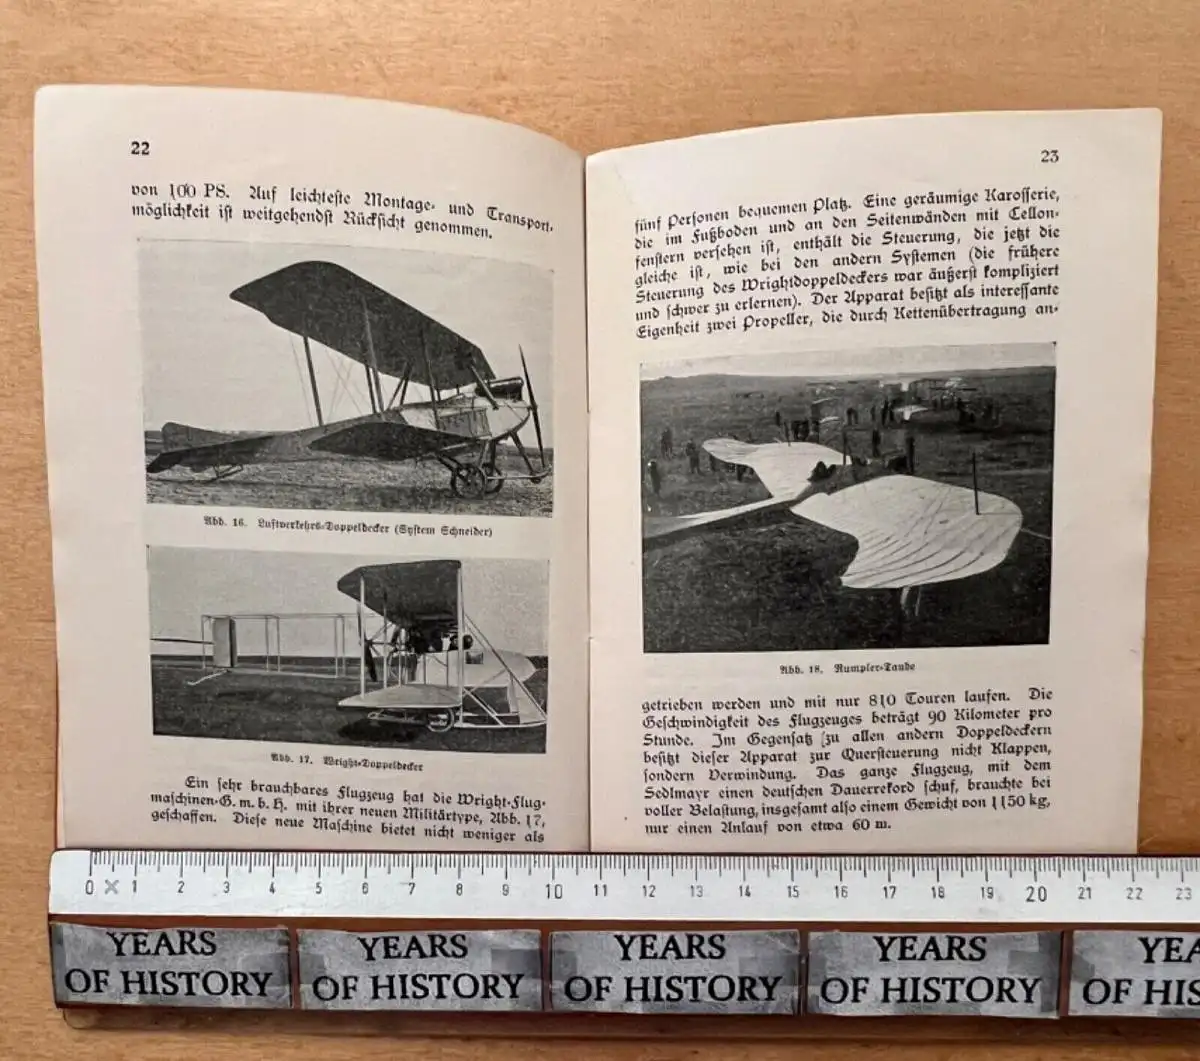 22
von 100 PS. Auf leichteste Montage- und Transport-
möglichkeit ist weitgehendst Rücksicht genommen.
Abb. 16. Luftverkehrs-Doppeldecker (System Schneider)
Abb. 17. Wright-Doppeldecker
Ein sehr brauchbares Flugzeug hat die Wright-Flug-
maschinen-G. m. b. H. mit ihrer neuen Militärtype, Abb. 17,
geschaffen. Diese neue Maschine bietet nicht weniger als
23
fünf Personen bequemen Platz. Eine geräumige Karosserie,
die im Fußboden und an den Seitenwänden mit Cellon-
fenstern versehen ist, enthält die Steuerung, die jetzt die
gleiche ist, wie bei den andern Systemen (die frühere
Steuerung des Wrightdoppeldeckers war äußerst kompliziert
und schwer zu erlernen). Der Apparat besitzt als interessante
Eigenheit zwei Propeller, die durch Kettenübertragung an-
Abb. 18. Rumpler-Taube
getrieben werden und mit nur 810 Touren laufen. Die
Geschwindigkeit des Flugzeuges beträgt 90 Kilometer pro
Stunde. Im Gegensatz zu allen andern Doppeldeckern
besitzt dieser Apparat zur Quersteuerung nicht Klappen,
sondern Verwindung. Das ganze Flugzeug, mit dem
Sedlmayr einen deutschen Dauerrekord schuf, brauchte bei
voller Belastung, insgesamt also einem Gewicht von 1150 kg,
nur einen Anlauf von etwa 60 m.
0 1 2 3 4 5 6 7 8 9 10 11 12 13 14 15 16 17 18 19 20 21 22 23
YEARS OF HISTORY
YEARS OF HISTORY
YEARS OF HISTORY
YEARS OF HISTORY
YEA
OF HIS